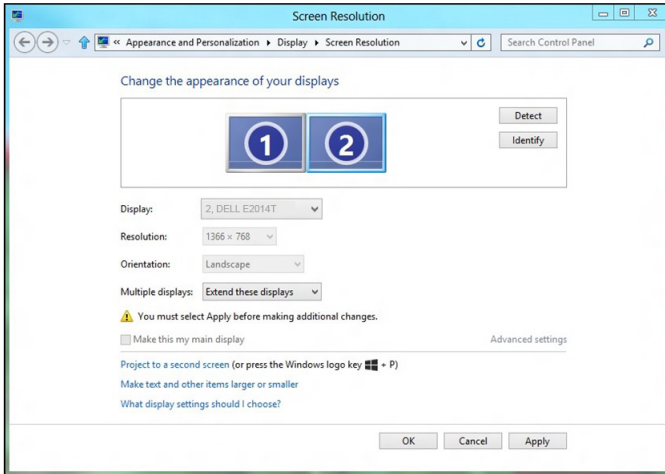 Screen Resolution
« Appearance and Personalization ▸ Display ▸ Screen Resolution
Search Control Panel
Change the appearance of your displays
1 2
Detect
Identify
Display: 2, DELL E2014T
Resolution: 1366 × 768
Orientation: Landscape
Multiple displays: Extend these displays
You must select Apply before making additional changes.
Make this my main display Advanced settings
Project to a second screen (or press the Windows logo key + P)
Make text and other items larger or smaller
What display settings should I choose?
OK Cancel Apply